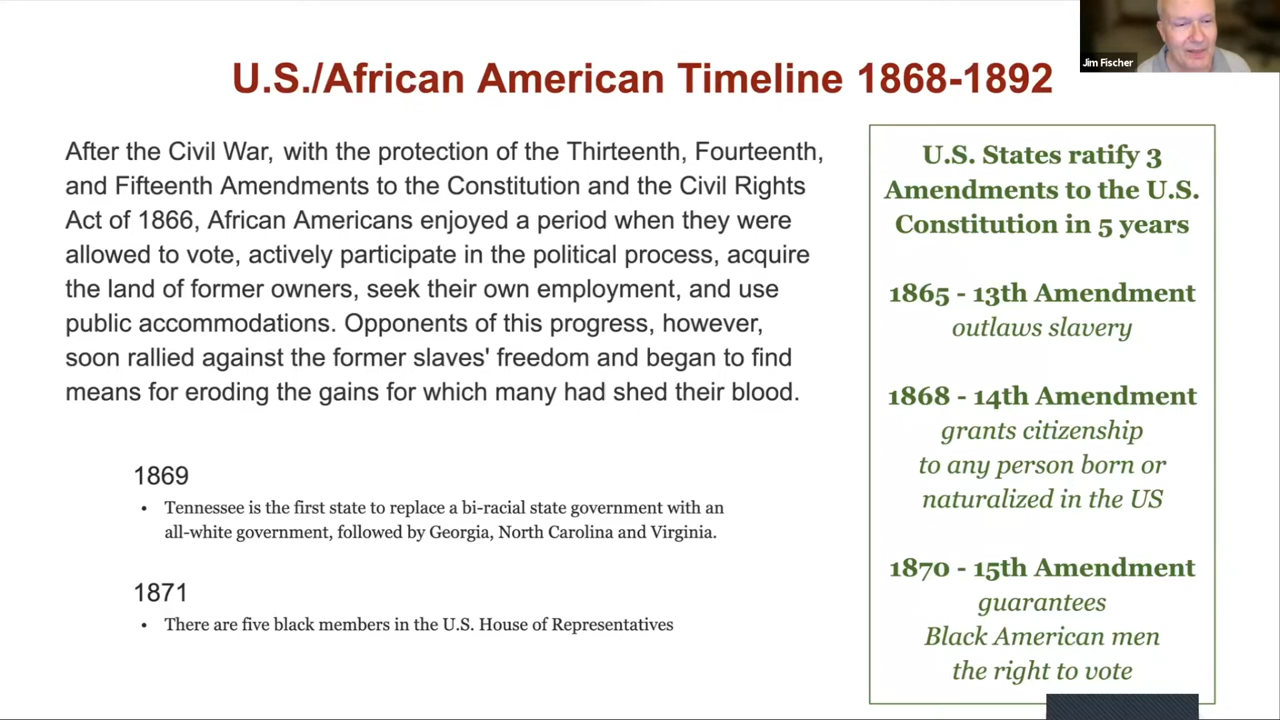 U.S./African American Timeline 1868-1892
Jim Fischer
After the Civil War, with the protection of the Thirteenth, Fourteenth,
and Fifteenth Amendments to the Constitution and the Civil Rights
Act of 1866, African Americans enjoyed a period when they were
allowed to vote, actively participate in the political process, acquire
the land of former owners, seek their own employment, and use
public accommodations. Opponents of this progress, however,
soon rallied against the former slaves' freedom and began to find
means for eroding the gains for which many had shed their blood.
1869
• Tennessee is the first state to replace a bi-racial state government with an
all-white government, followed by Georgia, North Carolina and Virginia.
1871
• There are five black members in the U.S. House of Representatives
U.S. States ratify 3
Amendments to the U.S.
Constitution in 5 years
1865 - 13th Amendment
outlaws slavery
1868 - 14th Amendment
grants citizenship
to any person born or
naturalized in the US
1870 - 15th Amendment
guarantees
Black American men
the right to vote